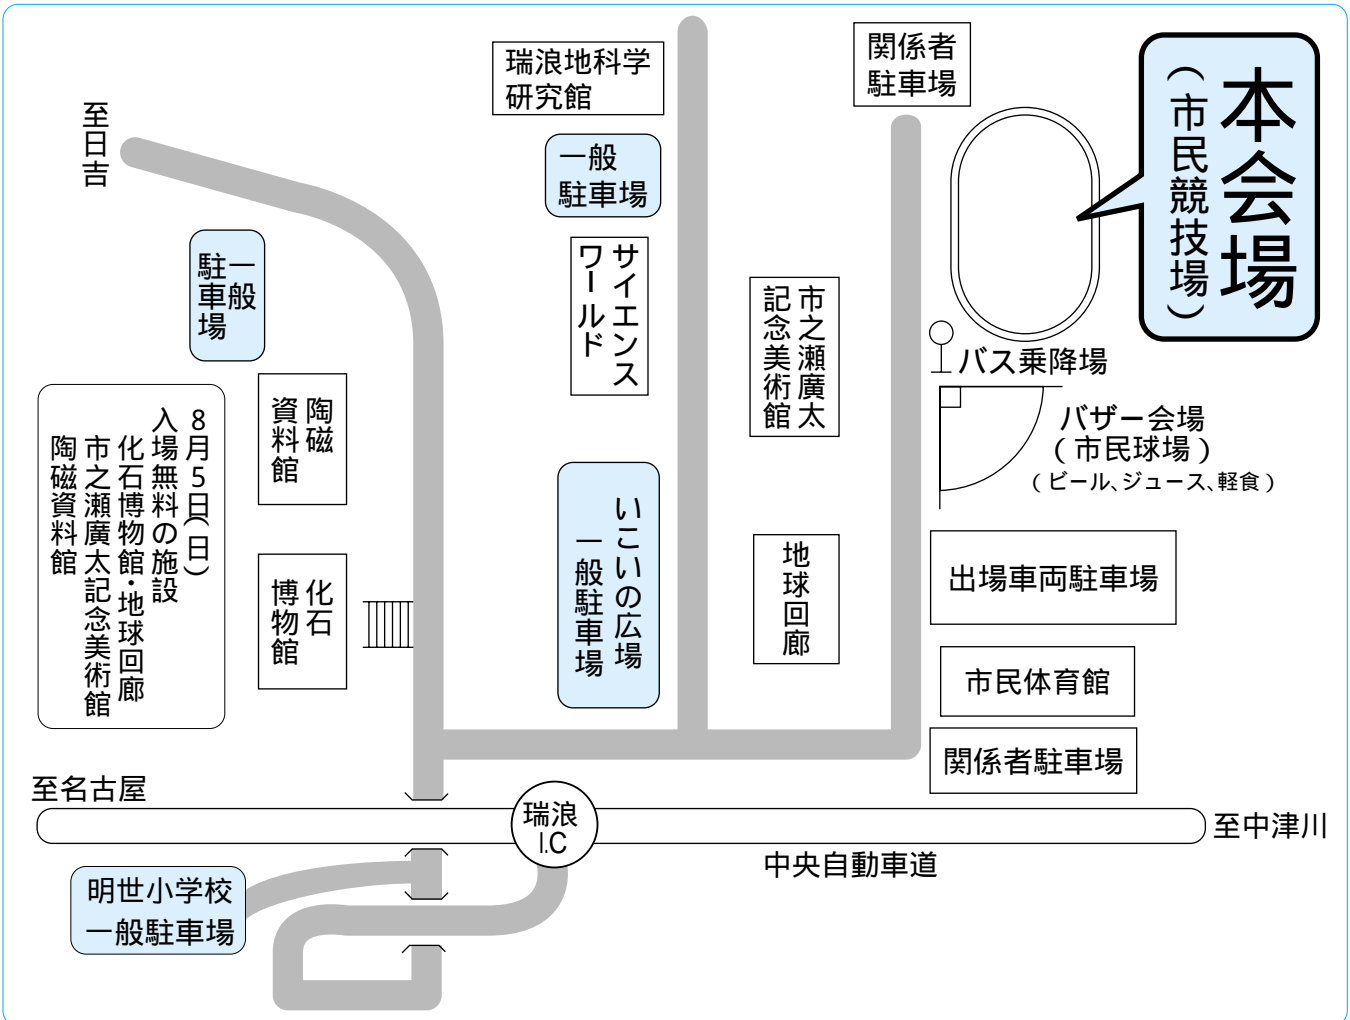 瑞浪地科学
研究館
関係者
駐車場
本会場
（市民競技場）
至日吉
一般
駐車場
一般
駐車場
サイエンス
ワールド
市之瀬廣太
記念美術館
バス乗降場
バザー会場
（市民球場）
（ビール、ジュース、軽食）
陶磁
資料館
8月5日(日)
入場無料の施設
化石博物館・地球回廊
市之瀬廣太記念美術館
陶磁資料館
いこいの広場
一般駐車場
地球回廊
出場車両駐車場
化石
博物館
市民体育館
関係者駐車場
至名古屋
瑞浪
I.C
至中津川
中央自動車道
明世小学校
一般駐車場